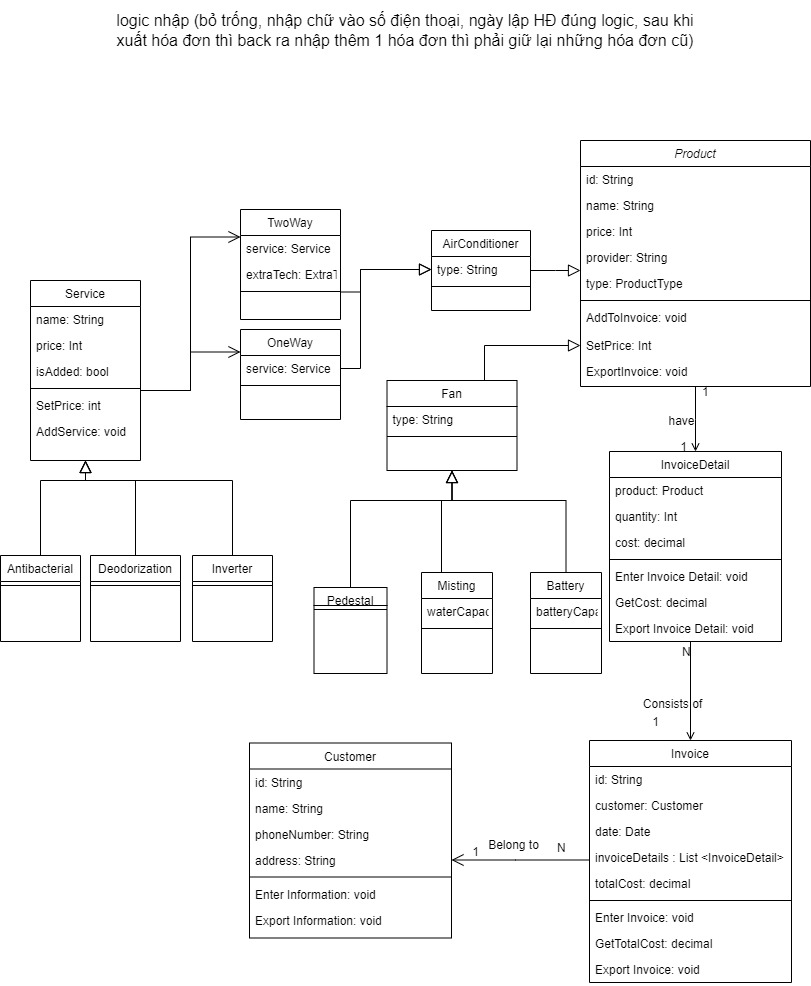 logic nhập (bỏ trống, nhập chữ vào số điện thoại, ngày lập HĐ đúng logic, sau khi
xuất hóa đơn thì back ra nhập thêm 1 hóa đơn thì phải giữ lại những hóa đơn cũ)
Product
id: String
name: String
price: Int
provider: String
type: ProductType
AddToInvoice: void
SetPrice: Int
ExportInvoice: void
TwoWay
service: Service
extraTech: ExtraT
AirConditioner
type: String
Service
name: String
price: Int
isAdded: bool
SetPrice: int
AddService: void
OneWay
service: Service
Fan
type: String
1
have
1
InvoiceDetail
product: Product
quantity: Int
cost: decimal
Enter Invoice Detail: void
GetCost: decimal
Export Invoice Detail: void
Antibacterial
Deodorization
Inverter
Pedestal
Misting
waterCapac
Battery
batteryCapa
N
Consists of
1
Customer
id: String
name: String
phoneNumber: String
address: String
Enter Information: void
Export Information: void
1
Belong to
N
Invoice
id: String
customer: Customer
date: Date
invoiceDetails : List <InvoiceDetail>
totalCost: decimal
Enter Invoice: void
GetTotalCost: decimal
Export Invoice: void